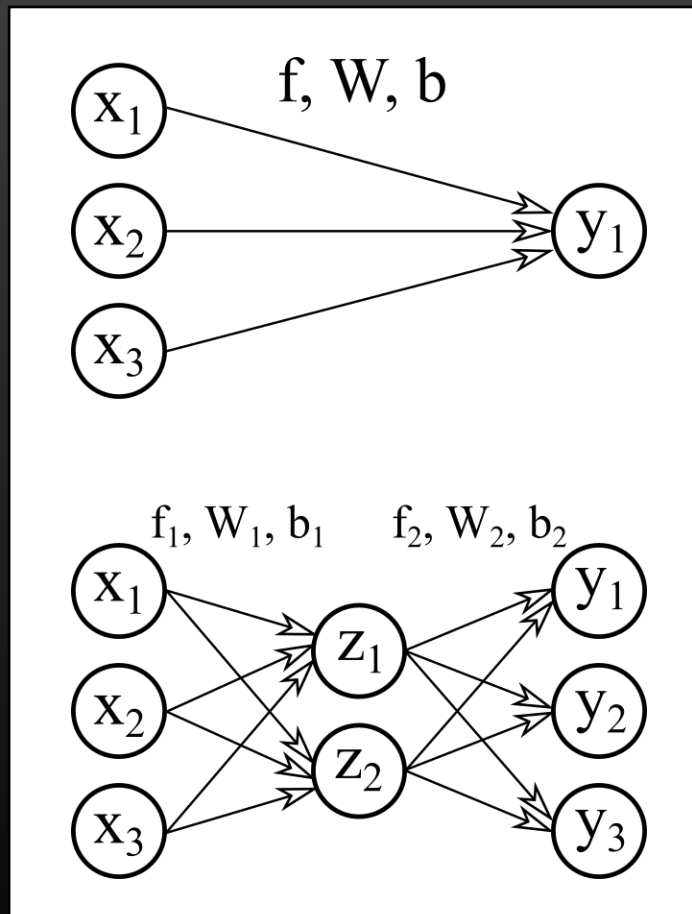 f, W, b
x₁
x₂
y₁
x₃
f₁, W₁, b₁
f₂, W₂, b₂
x₁
y₁
z₁
x₂
y₂
z₂
x₃
y₃